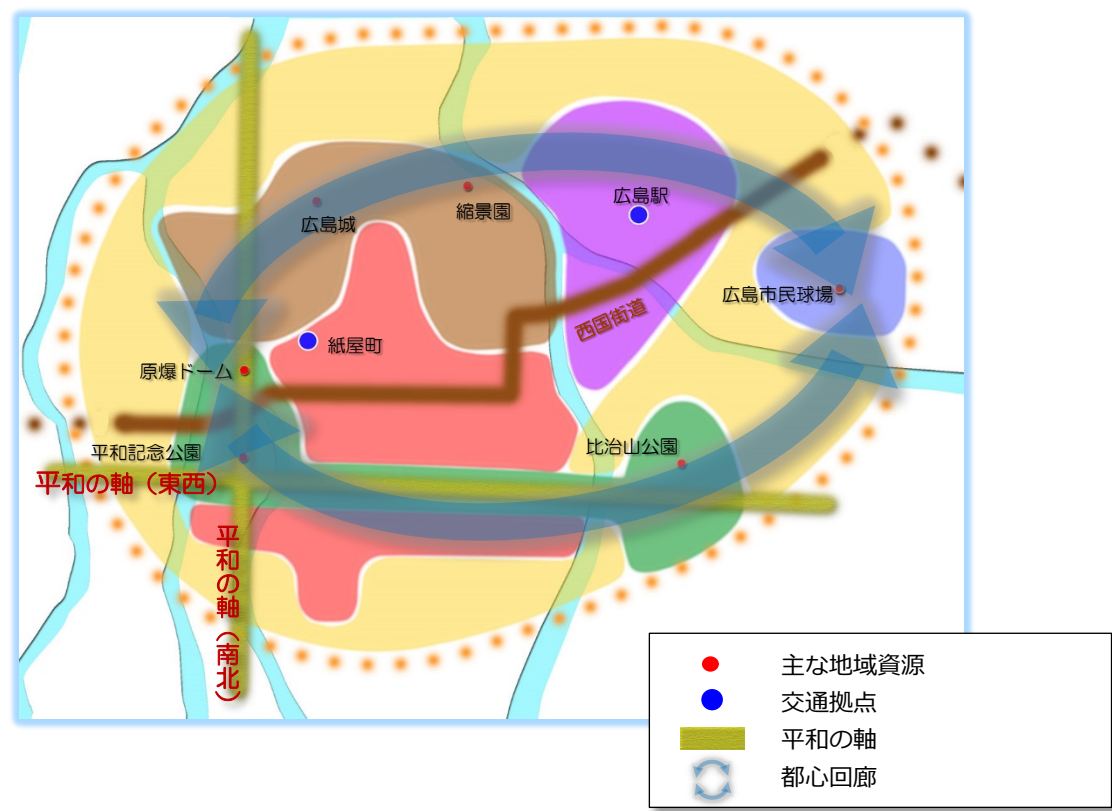 広島駅
縮景園
広島城
広島市民球場
西国街道
紙屋町
原爆ドーム
比治山公園
平和記念公園
平和の軸（東西）
平和の軸（南北）
主な地域資源
交通拠点
平和の軸
都心回廊